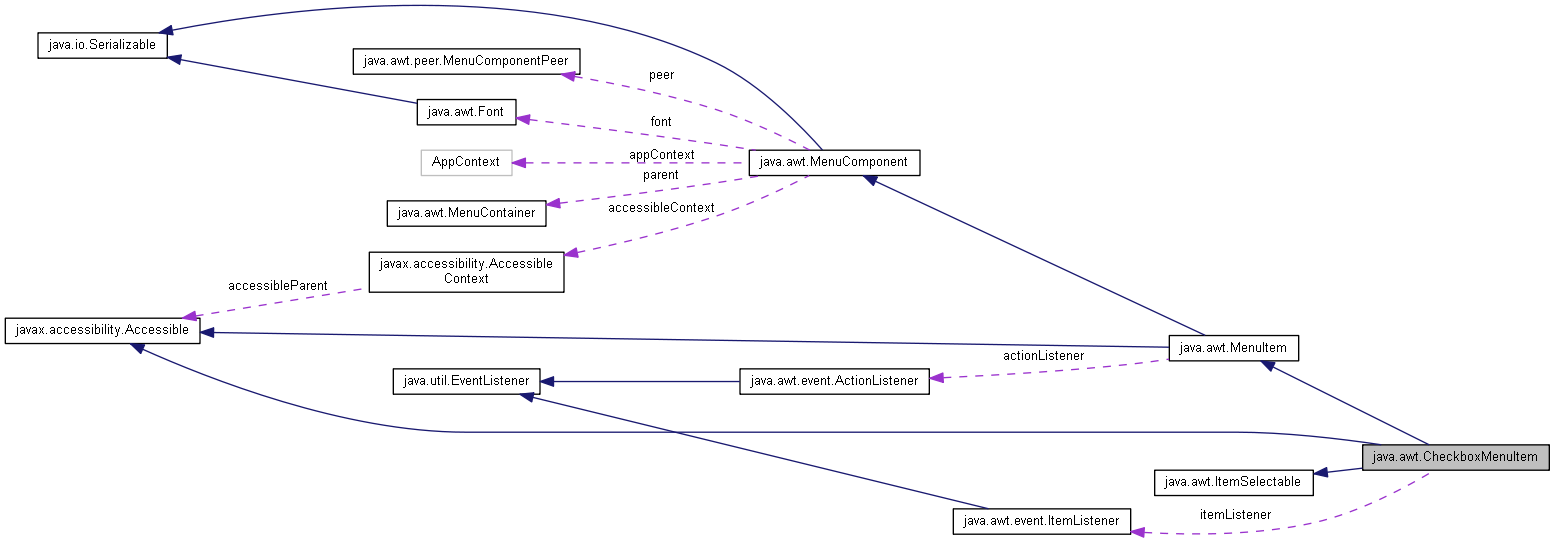 java.io.Serializable
java.awt.peer.MenuComponentPeer
peer
java.awt.Font
font
AppContext
appContext
java.awt.MenuComponent
parent
java.awt.MenuContainer
accessibleContext
javax.accessibility.Accessible
Context
accessibleParent
javax.accessibility.Accessible
java.awt.MenuItem
actionListener
java.util.EventListener
java.awt.event.ActionListener
java.awt.CheckboxMenuItem
java.awt.ItemSelectable
itemListener
java.awt.event.ItemListener